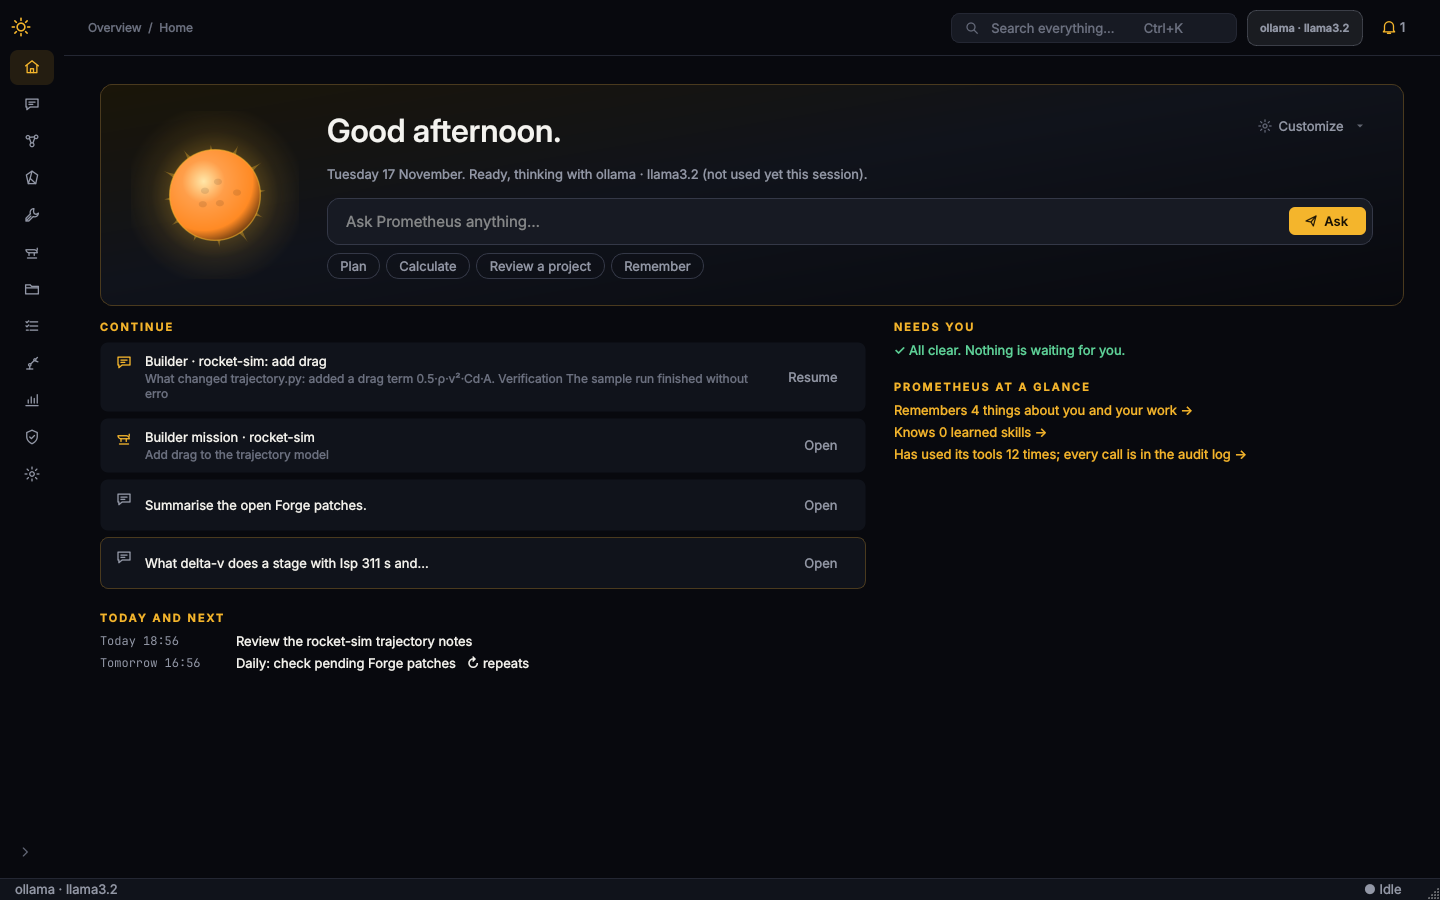 Overview / Home
Search everything... Ctrl+K
ollama · llama3.2
1
Good afternoon.
Customize
Tuesday 17 November. Ready, thinking with ollama · llama3.2 (not used yet this session).
Ask Prometheus anything...
Ask
Plan
Calculate
Review a project
Remember
CONTINUE
Builder · rocket-sim: add drag
What changed trajectory.py: added a drag term 0.5·ρ·v²·Cd·A. Verification The sample run finished without
erro
Resume
Builder mission · rocket-sim
Add drag to the trajectory model
Open
Summarise the open Forge patches.
Open
What delta-v does a stage with Isp 311 s and...
Open
TODAY AND NEXT
Today 18:56 Review the rocket-sim trajectory notes
Tomorrow 16:56 Daily: check pending Forge patches ↻ repeats
NEEDS YOU
✓ All clear. Nothing is waiting for you.
PROMETHEUS AT A GLANCE
Remembers 4 things about you and your work →
Knows 0 learned skills →
Has used its tools 12 times; every call is in the audit log →
ollama · llama3.2
Idle